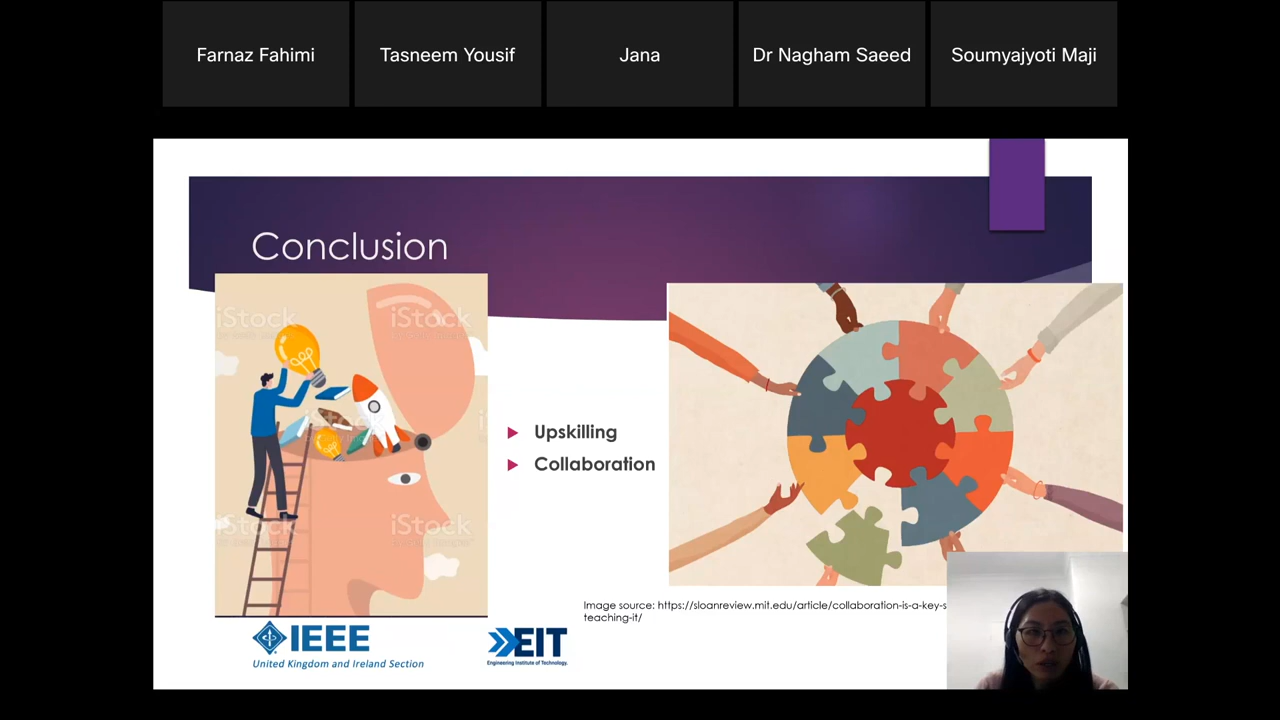 Farnaz Fahimi
Tasneem Yousif
Jana
Dr Nagham Saeed
Soumyajyoti Maji
Conclusion
iStock
iStock
Upskilling
Collaboration
iStock
iStock
Image source: https://sloanreview.mit.edu/article/collaboration-is-a-key-s
teaching-it/
IEEE
United Kingdom and Ireland Section
EIT
Engineering Institute of Technology.